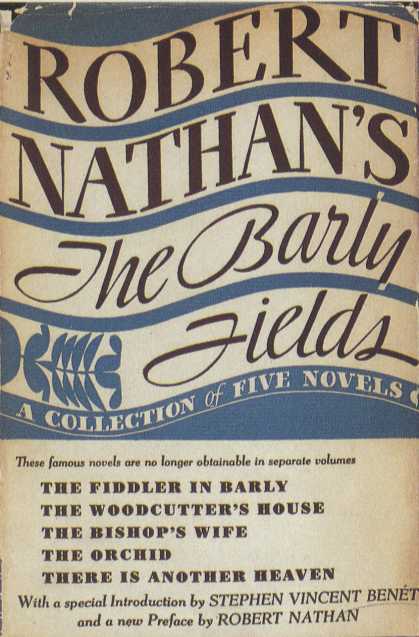 ROBERT
NATHAN'S
The Barly
Fields
A COLLECTION of FIVE NOVELS
These famous novels are no longer obtainable in separate volumes
THE FIDDLER IN BARLY
THE WOODCUTTER'S HOUSE
THE BISHOP'S WIFE
THE ORCHID
THERE IS ANOTHER HEAVEN
With a special Introduction by STEPHEN VINCENT BENÉT
and a new Preface by ROBERT NATHAN